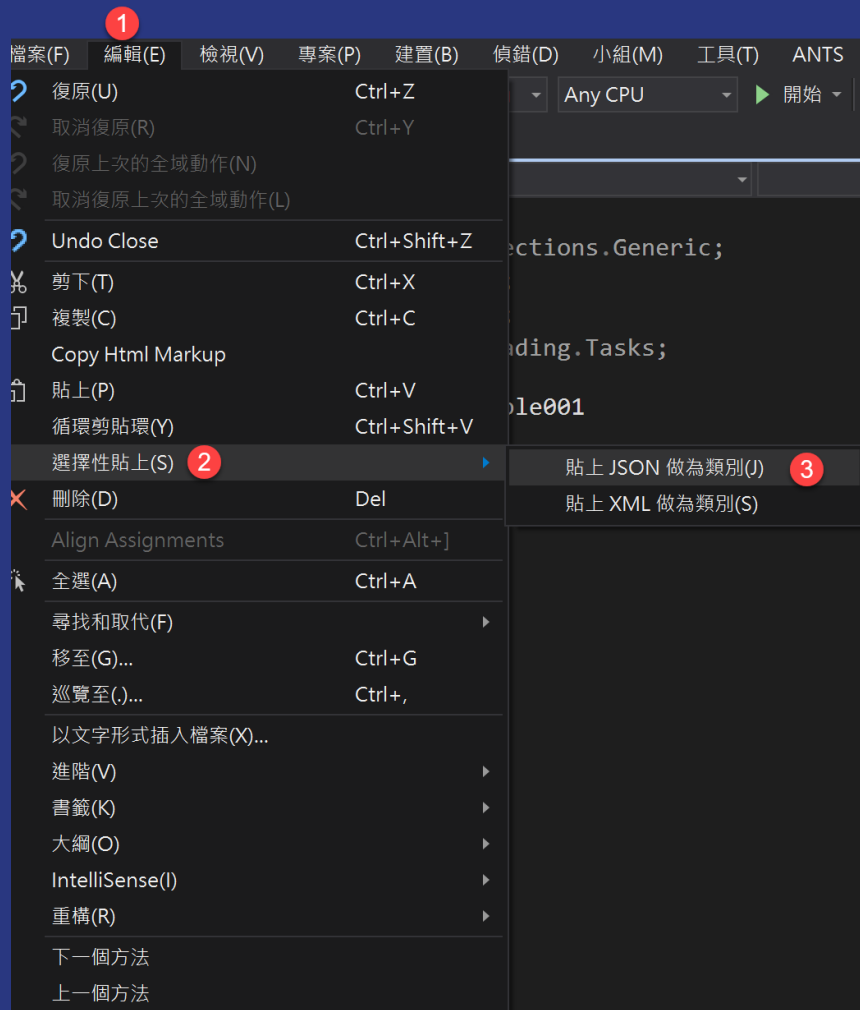 1
檔案(F) 編輯(E) 檢視(V) 專案(P) 建置(B) 偵錯(D) 小組(M) 工具(T) ANTS
Any CPU 開始
復原(U) Ctrl+Z
取消復原(R) Ctrl+Y
復原上次的全域動作(N)
取消復原上次的全域動作(L)
Undo Close Ctrl+Shift+Z
ections.Generic;
剪下(T) Ctrl+X
;
複製(C) Ctrl+C
;
Copy Html Markup
ading.Tasks;
貼上(P) Ctrl+V
ple001
循環剪貼環(Y) Ctrl+Shift+V
選擇性貼上(S) 2
貼上 JSON 做為類別(J) 3
貼上 XML 做為類別(S)
刪除(D) Del
Align Assignments Ctrl+Alt+]
全選(A) Ctrl+A
尋找和取代(F)
移至(G)... Ctrl+G
巡覽至(.)... Ctrl+,
以文字形式插入檔案(X)...
進階(V)
書籤(K)
大綱(O)
IntelliSense(I)
重構(R)
下一個方法
上一個方法